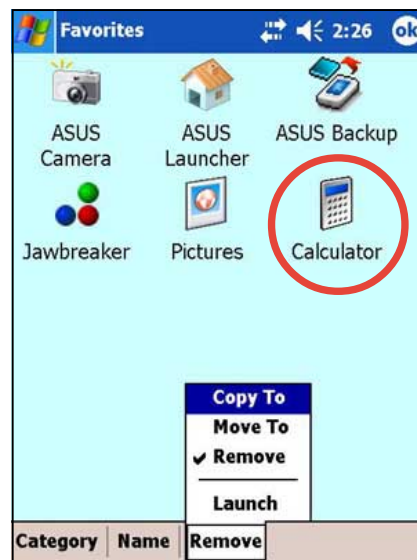 Favorites 2:26 ok
ASUS Camera
ASUS Launcher
ASUS Backup
Jawbreaker
Pictures
Calculator
Copy To
Move To
Remove
Launch
Category Name Remove